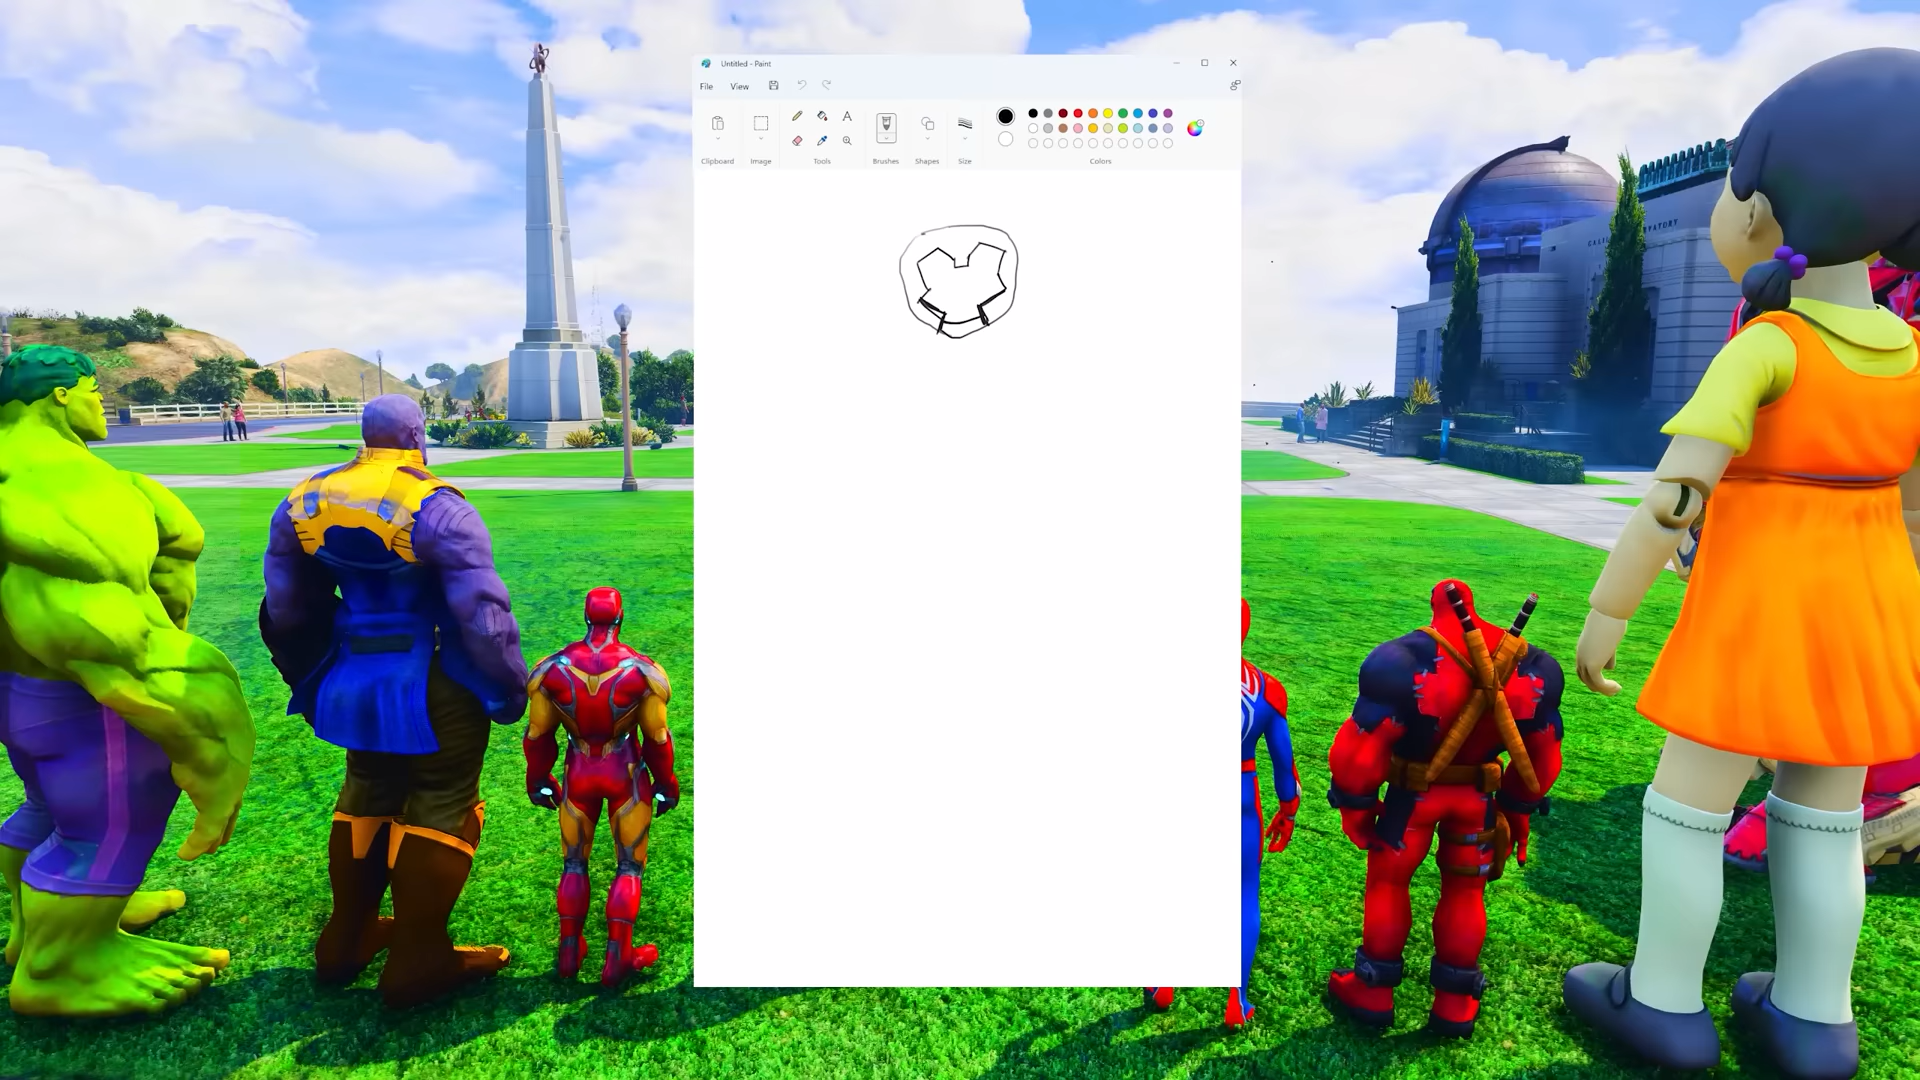 Untitled - Paint
File View
A
Clipboard Image Tools Brushes Shapes Size Colors